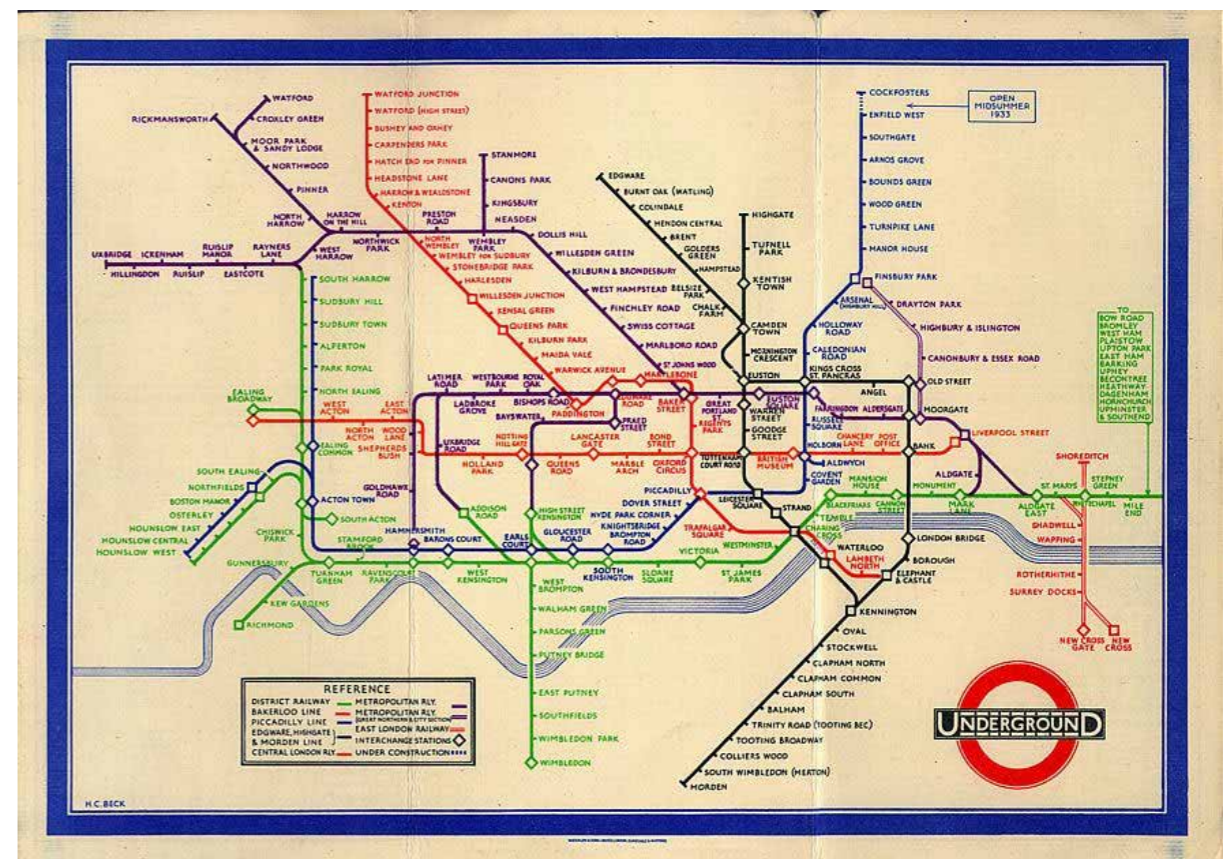 WATFORD
RICKMANSWORTH
CROXLEY GREEN
MOOR PARK
& SANDY LODGE
NORTHWOOD
PINNER
NORTH
HARROW
HARROW
ON THE HILL
NORTHWICK
PARK
PRESTON
ROAD
WEMBLEY
PARK
STANMORE
CANONS PARK
KINGSBURY
NEASDEN
DOLLIS HILL
WILLESDEN GREEN
KILBURN & BRONDESBURY
WEST HAMPSTEAD
FINCHLEY ROAD
SWISS COTTAGE
MARLBORO ROAD
ST JOHNS WOOD
UXBRIDGE
HILLINGDON
ICKENHAM
RUISLIP
RUISLIP
MANOR
EASTCOTE
RAYNERS
LANE
WEST
HARROW
WATFORD JUNCTION
WATFORD (HIGH STREET)
BUSHEY AND OXHEY
CARPENDERS PARK
HATCH END FOR PINNER
HEADSTONE LANE
HARROW & WEALDSTONE
KENTON
NORTH
WEMBLEY
WEMBLEY FOR SUDBURY
STONEBRIDGE PARK
HARLESDEN
WILLESDEN JUNCTION
KENSAL GREEN
QUEENS PARK
KILBURN PARK
MAIDA VALE
WARWICK AVENUE
PADDINGTON
EDGWARE
ROAD
MARYLEBONE
BAKER
STREET
REGENTS
PARK
EDGWARE
BURNT OAK (WATLING)
COLINDALE
HENDON CENTRAL
BRENT
GOLDERS
GREEN
HAMPSTEAD
BELSIZE
PARK
CHALK
FARM
CAMDEN
TOWN
HIGHGATE
TUFNELL
PARK
KENTISH
TOWN
MORNINGTON
CRESCENT
EUSTON
COCKFOSTERS
OPEN
MIDSUMMER
1933
ENFIELD WEST
SOUTHGATE
ARNOS GROVE
BOUNDS GREEN
WOOD GREEN
TURNPIKE LANE
MANOR HOUSE
FINSBURY PARK
ARSENAL
(HIGHBURY HILL)
HOLLOWAY
ROAD
CALEDONIAN
ROAD
KINGS CROSS
ST. PANCRAS
DRAYTON PARK
HIGHBURY & ISLINGTON
CANONBURY & ESSEX ROAD
OLD STREET
ANGEL
MOORGATE
TO
BOW ROAD
BROMLEY
WEST HAM
PLAISTOW
UPTON PARK
EAST HAM
BARKING
UPNEY
BECONTREE
HEATHWAY
DAGENHAM
HORNCHURCH
UPMINSTER
& SOUTHEND
SOUTH HARROW
SUDBURY HILL
SUDBURY TOWN
ALPERTON
PARK ROYAL
NORTH EALING
EALING
BROADWAY
WEST
ACTON
NORTH
ACTON
EAST
ACTON
WOOD
LANE
SHEPHERDS
BUSH
EALING
COMMON
LATIMER
ROAD
LADBROKE
GROVE
WESTBOURNE
PARK
ROYAL
OAK
BISHOPS ROAD
BAYSWATER
PRAED
STREET
UXBRIDGE
ROAD
GOLDHAWK
ROAD
HOLLAND
PARK
NOTTING
HILL GATE
QUEENS
ROAD
LANCASTER
GATE
MARBLE
ARCH
BOND
STREET
OXFORD
CIRCUS
GREAT
PORTLAND
ST.
EUSTON
SQUARE
WARREN
STREET
GOODGE
STREET
TOTTENHAM
COURT ROAD
FARRINGDON
ALDERSGATE
RUSSELL
SQUARE
HOLBORN
BRITISH
MUSEUM
CHANCERY
LANE
POST
OFFICE
BANK
LIVERPOOL STREET
ALDWYCH
COVENT
GARDEN
LEICESTER
SQUARE
STRAND
ALDGATE
SHOREDITCH
SOUTH EALING
NORTHFIELDS
BOSTON MANOR
OSTERLEY
HOUNSLOW EAST
HOUNSLOW CENTRAL
HOUNSLOW WEST
ACTON TOWN
SOUTH ACTON
CHISWICK
PARK
HAMMERSMITH
STAMFORD
BROOK
RAVENSCOURT
PARK
TURNHAM
GREEN
GUNNERSBURY
KEW GARDENS
RICHMOND
BARONS COURT
WEST
KENSINGTON
ADDISON
ROAD
HIGH STREET
KENSINGTON
EARLS
COURT
GLOUCESTER
ROAD
SOUTH
KENSINGTON
PICCADILLY
DOVER STREET
HYDE PARK CORNER
KNIGHTSBRIDGE
BROMPTON
ROAD
SLOANE
SQUARE
VICTORIA
ST JAMES
PARK
WESTMINSTER
TRAFALGAR
SQUARE
CHARING
CROSS
TEMPLE
BLACKFRIARS
MANSION
HOUSE
CANNON
STREET
MONUMENT
MARK
LANE
ALDGATE
EAST
ST. MARYS
WHITECHAPEL
STEPNEY
GREEN
MILE
END
SHADWELL
WAPPING
ROTHERHITHE
SURREY DOCKS
NEW CROSS
GATE
NEW
CROSS
WATERLOO
LAMBETH
NORTH
LONDON BRIDGE
BOROUGH
ELEPHANT
& CASTLE
KENNINGTON
OVAL
STOCKWELL
CLAPHAM NORTH
CLAPHAM COMMON
CLAPHAM SOUTH
BALHAM
TRINITY ROAD (TOOTING BEC)
TOOTING BROADWAY
COLLIERS WOOD
SOUTH WIMBLEDON (MERTON)
MORDEN
WEST
BROMPTON
WALHAM GREEN
PARSONS GREEN
PUTNEY BRIDGE
EAST PUTNEY
SOUTHFIELDS
WIMBLEDON PARK
WIMBLEDON
REFERENCE
DISTRICT RAILWAY
BAKERLOO LINE
PICCADILLY LINE
EDGWARE, HIGHGATE
& MORDEN LINE
CENTRAL LONDON RLY.
METROPOLITAN RLY.
METROPOLITAN RLY.
(GREAT NORTHERN & CITY SECTION)
EAST LONDON RAILWAY
INTERCHANGE STATIONS
UNDER CONSTRUCTION
UNDERGROUND
H.C. BECK